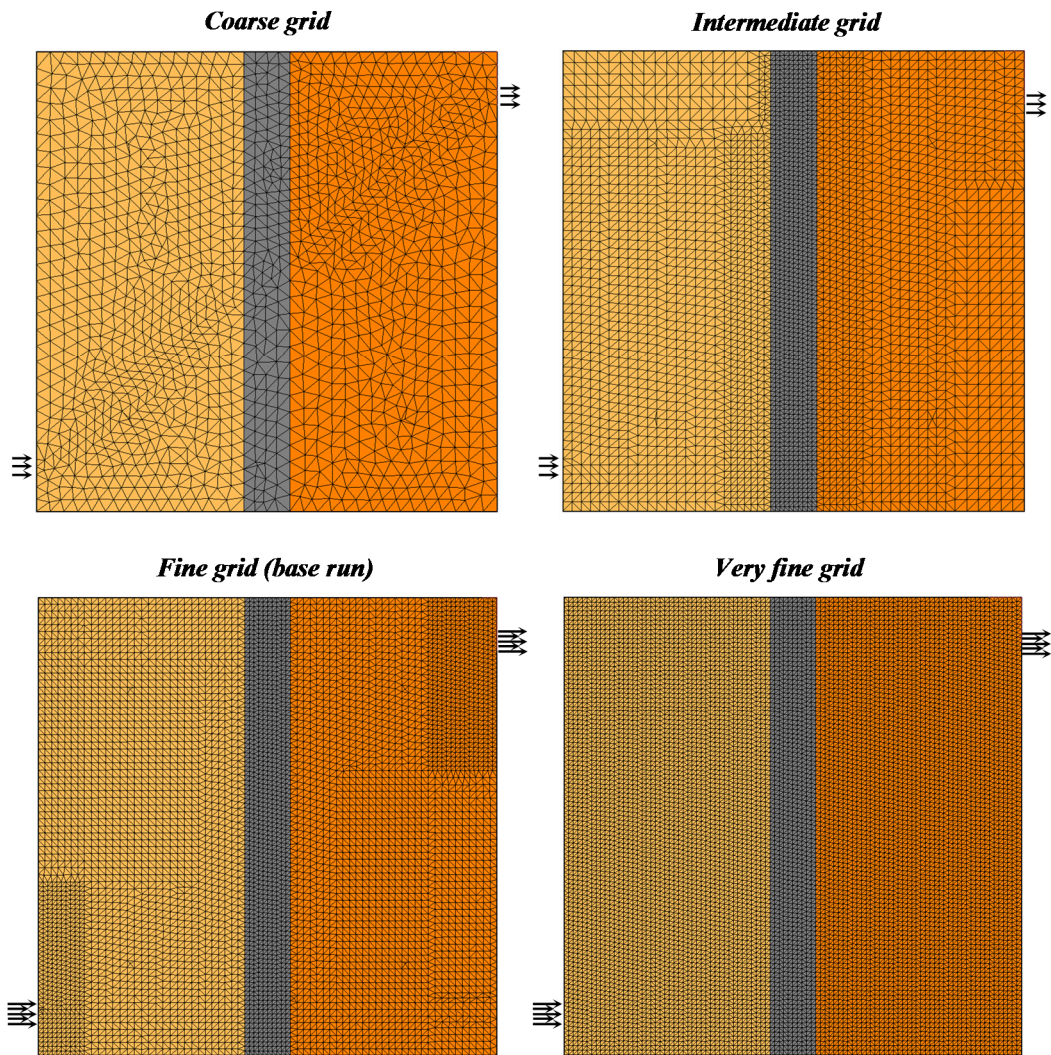 Coarse grid
Intermediate grid
Fine grid (base run)
Very fine grid